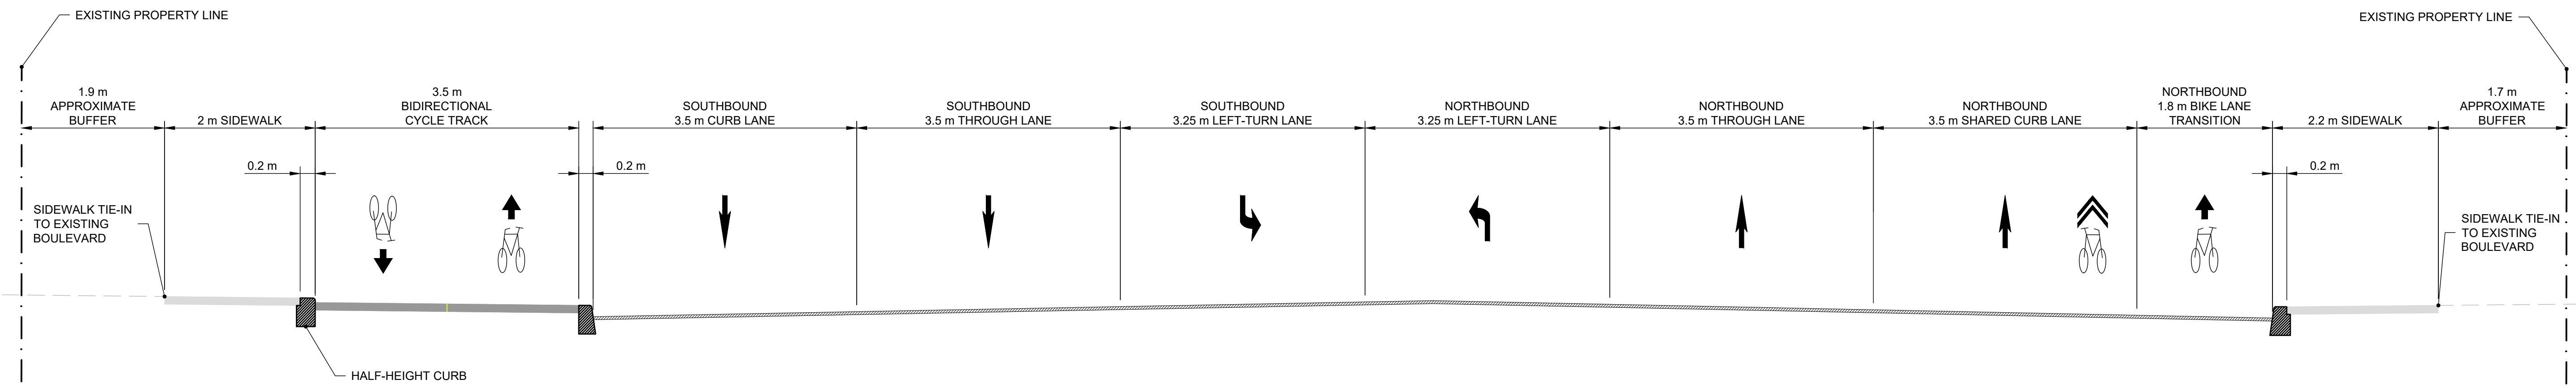 EXISTING PROPERTY LINE
EXISTING PROPERTY LINE
1.9 m
APPROXIMATE
BUFFER
2 m SIDEWALK
3.5 m
BIDIRECTIONAL
CYCLE TRACK
SOUTHBOUND
3.5 m CURB LANE
SOUTHBOUND
3.5 m THROUGH LANE
SOUTHBOUND
3.25 m LEFT-TURN LANE
NORTHBOUND
3.25 m LEFT-TURN LANE
NORTHBOUND
3.5 m THROUGH LANE
NORTHBOUND
3.5 m SHARED CURB LANE
NORTHBOUND
1.8 m BIKE LANE
TRANSITION
2.2 m SIDEWALK
1.7 m
APPROXIMATE
BUFFER
0.2 m
0.2 m
0.2 m
SIDEWALK TIE-IN
TO EXISTING
BOULEVARD
SIDEWALK TIE-IN
TO EXISTING
BOULEVARD
HALF-HEIGHT CURB